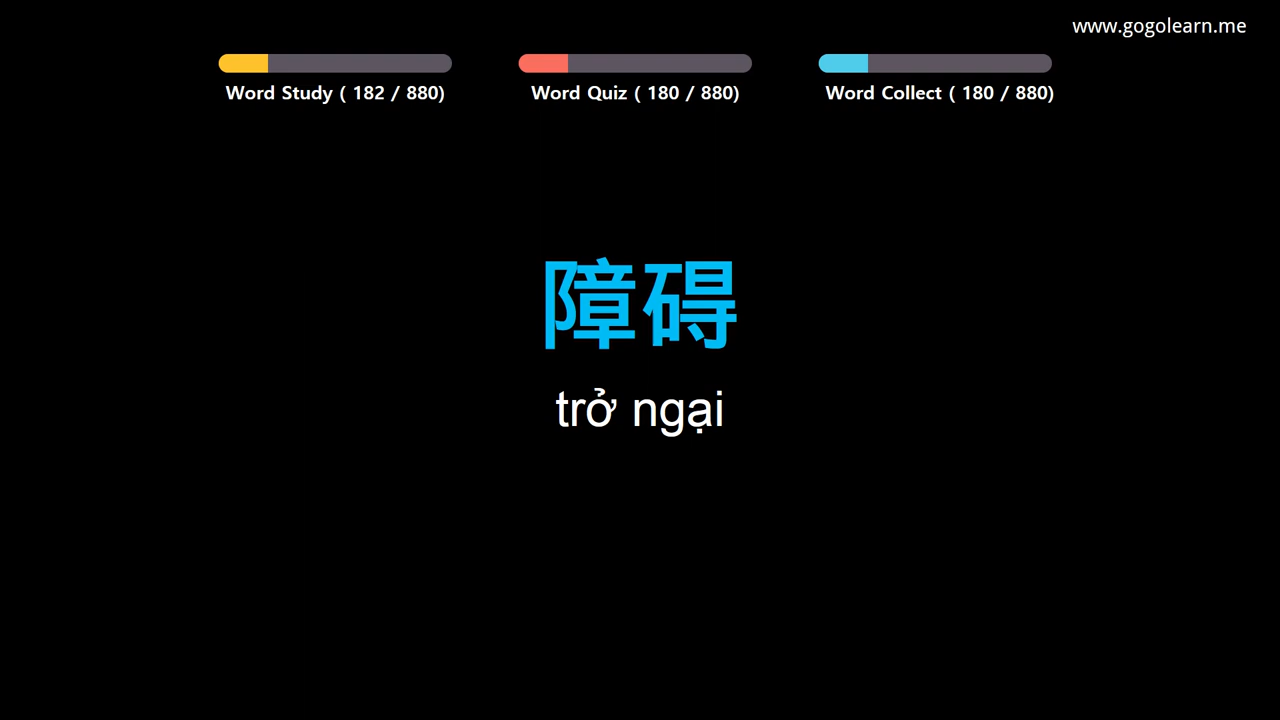 www.gogolearn.me
Word Study ( 182 / 880)
Word Quiz ( 180 / 880)
Word Collect ( 180 / 880)
障碍
trở ngại